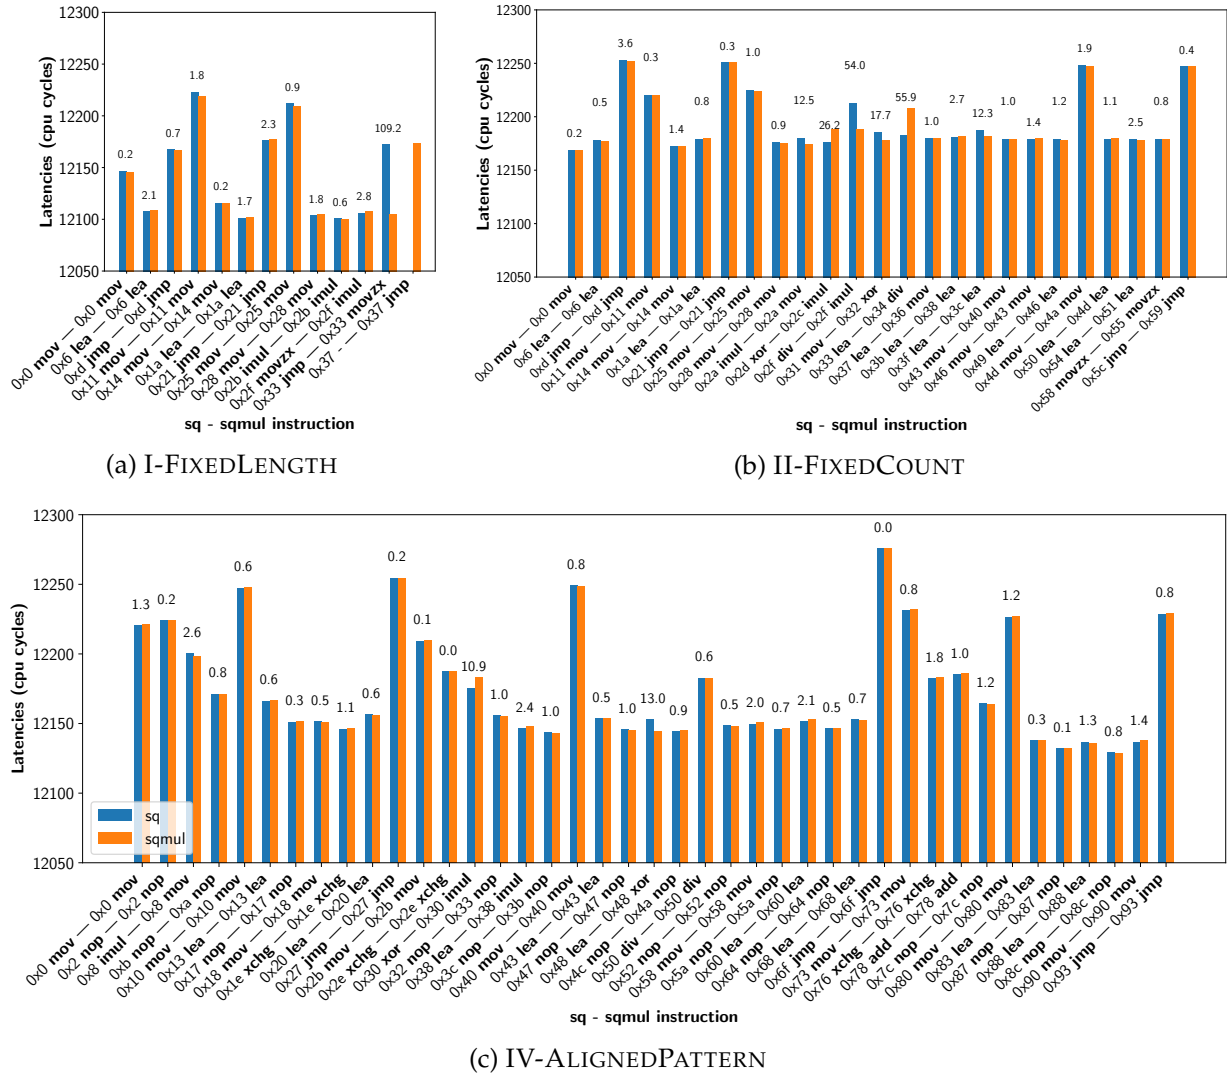 12300
12250
12200
12150
12100
12050
Latencies (cpu cycles)
0.2
2.1
0.7
1.8
0.2
1.7
2.3
0.9
1.8
0.6
2.8
109.2
0x0 mov — 0x0 mov
0x6 lea — 0x6 lea
0xd jmp — 0xd jmp
0x11 mov — 0x11 mov
0x14 mov — 0x14 mov
0x1a lea — 0x1a lea
0x21 jmp — 0x21 jmp
0x25 mov — 0x25 mov
0x28 mov — 0x28 mov
0x2b imul — 0x2b imul
0x2f movzx — 0x2f imul
0x33 jmp — 0x33 movzx
0x37 - — 0x37 jmp
sq - sqmul instruction
(a) I-FIXEDLENGTH
12300
12250
12200
12150
12100
12050
Latencies (cpu cycles)
0.2
0.5
3.6
0.3
1.4
0.8
0.3
1.0
0.9
12.5
26.2
54.0
17.7
55.9
1.0
2.7
12.3
1.0
1.4
1.2
1.9
1.1
2.5
0.8
0.4
0x0 mov — 0x0 mov
0x6 lea — 0x6 lea
0xd jmp — 0xd jmp
0x11 mov — 0x11 mov
0x14 mov — 0x14 mov
0x1a lea — 0x1a lea
0x21 jmp — 0x21 jmp
0x25 mov — 0x25 mov
0x28 mov — 0x28 mov
0x2a imul — 0x2a mov
0x2d xor — 0x2c imul
0x2f div — 0x2f imul
0x31 mov — 0x32 xor
0x33 lea — 0x34 div
0x37 lea — 0x36 mov
0x3b lea — 0x38 lea
0x3f lea — 0x3c lea
0x43 mov — 0x40 mov
0x46 mov — 0x43 mov
0x49 lea — 0x46 lea
0x4d mov — 0x4a mov
0x50 lea — 0x4d lea
0x54 lea — 0x51 lea
0x58 movzx — 0x55 movzx
0x5c jmp — 0x59 jmp
sq - sqmul instruction
(b) II-FIXEDCOUNT
12300
12250
12200
12150
12100
12050
Latencies (cpu cycles)
1.3
0.2
2.6
0.8
0.6
0.6
0.3
0.5
1.1
0.6
0.2
0.1
0.0
10.9
1.0
2.4
1.0
0.8
0.5
1.0
13.0
0.9
0.6
0.5
2.0
0.7
2.1
0.5
0.7
0.0
0.8
1.8
1.0
1.2
1.2
0.3
0.1
1.3
0.8
1.4
0.8
sq
sqmul
0x0 mov — 0x0 mov
0x2 nop — 0x2 nop
0x8 imul — 0x8 mov
0xb nop — 0xa nop
0x10 mov — 0x10 mov
0x13 lea — 0x13 lea
0x17 nop — 0x17 nop
0x18 mov — 0x18 mov
0x1e xchg — 0x1e xchg
0x20 lea — 0x20 lea
0x27 jmp — 0x27 jmp
0x2b mov — 0x2b mov
0x2e xchg — 0x2e xchg
0x30 xor — 0x30 imul
0x32 nop — 0x33 nop
0x38 lea — 0x38 imul
0x3c nop — 0x3b nop
0x40 mov — 0x40 mov
0x43 lea — 0x43 lea
0x47 nop — 0x47 nop
0x48 lea — 0x48 xor
0x4c nop — 0x4a nop
0x50 div — 0x50 div
0x52 nop — 0x52 nop
0x58 mov — 0x58 mov
0x5a nop — 0x5a nop
0x60 lea — 0x60 lea
0x64 nop — 0x64 nop
0x68 lea — 0x68 lea
0x6f jmp — 0x6f jmp
0x73 mov — 0x73 mov
0x76 xchg — 0x76 xchg
0x78 add — 0x78 add
0x7c nop — 0x7c nop
0x80 mov — 0x80 mov
0x83 lea — 0x83 lea
0x87 nop — 0x87 nop
0x88 lea — 0x88 lea
0x8c nop — 0x8c nop
0x90 mov — 0x90 mov
0x93 jmp — 0x93 jmp
sq - sqmul instruction
(c) IV-ALIGNEDPATTERN